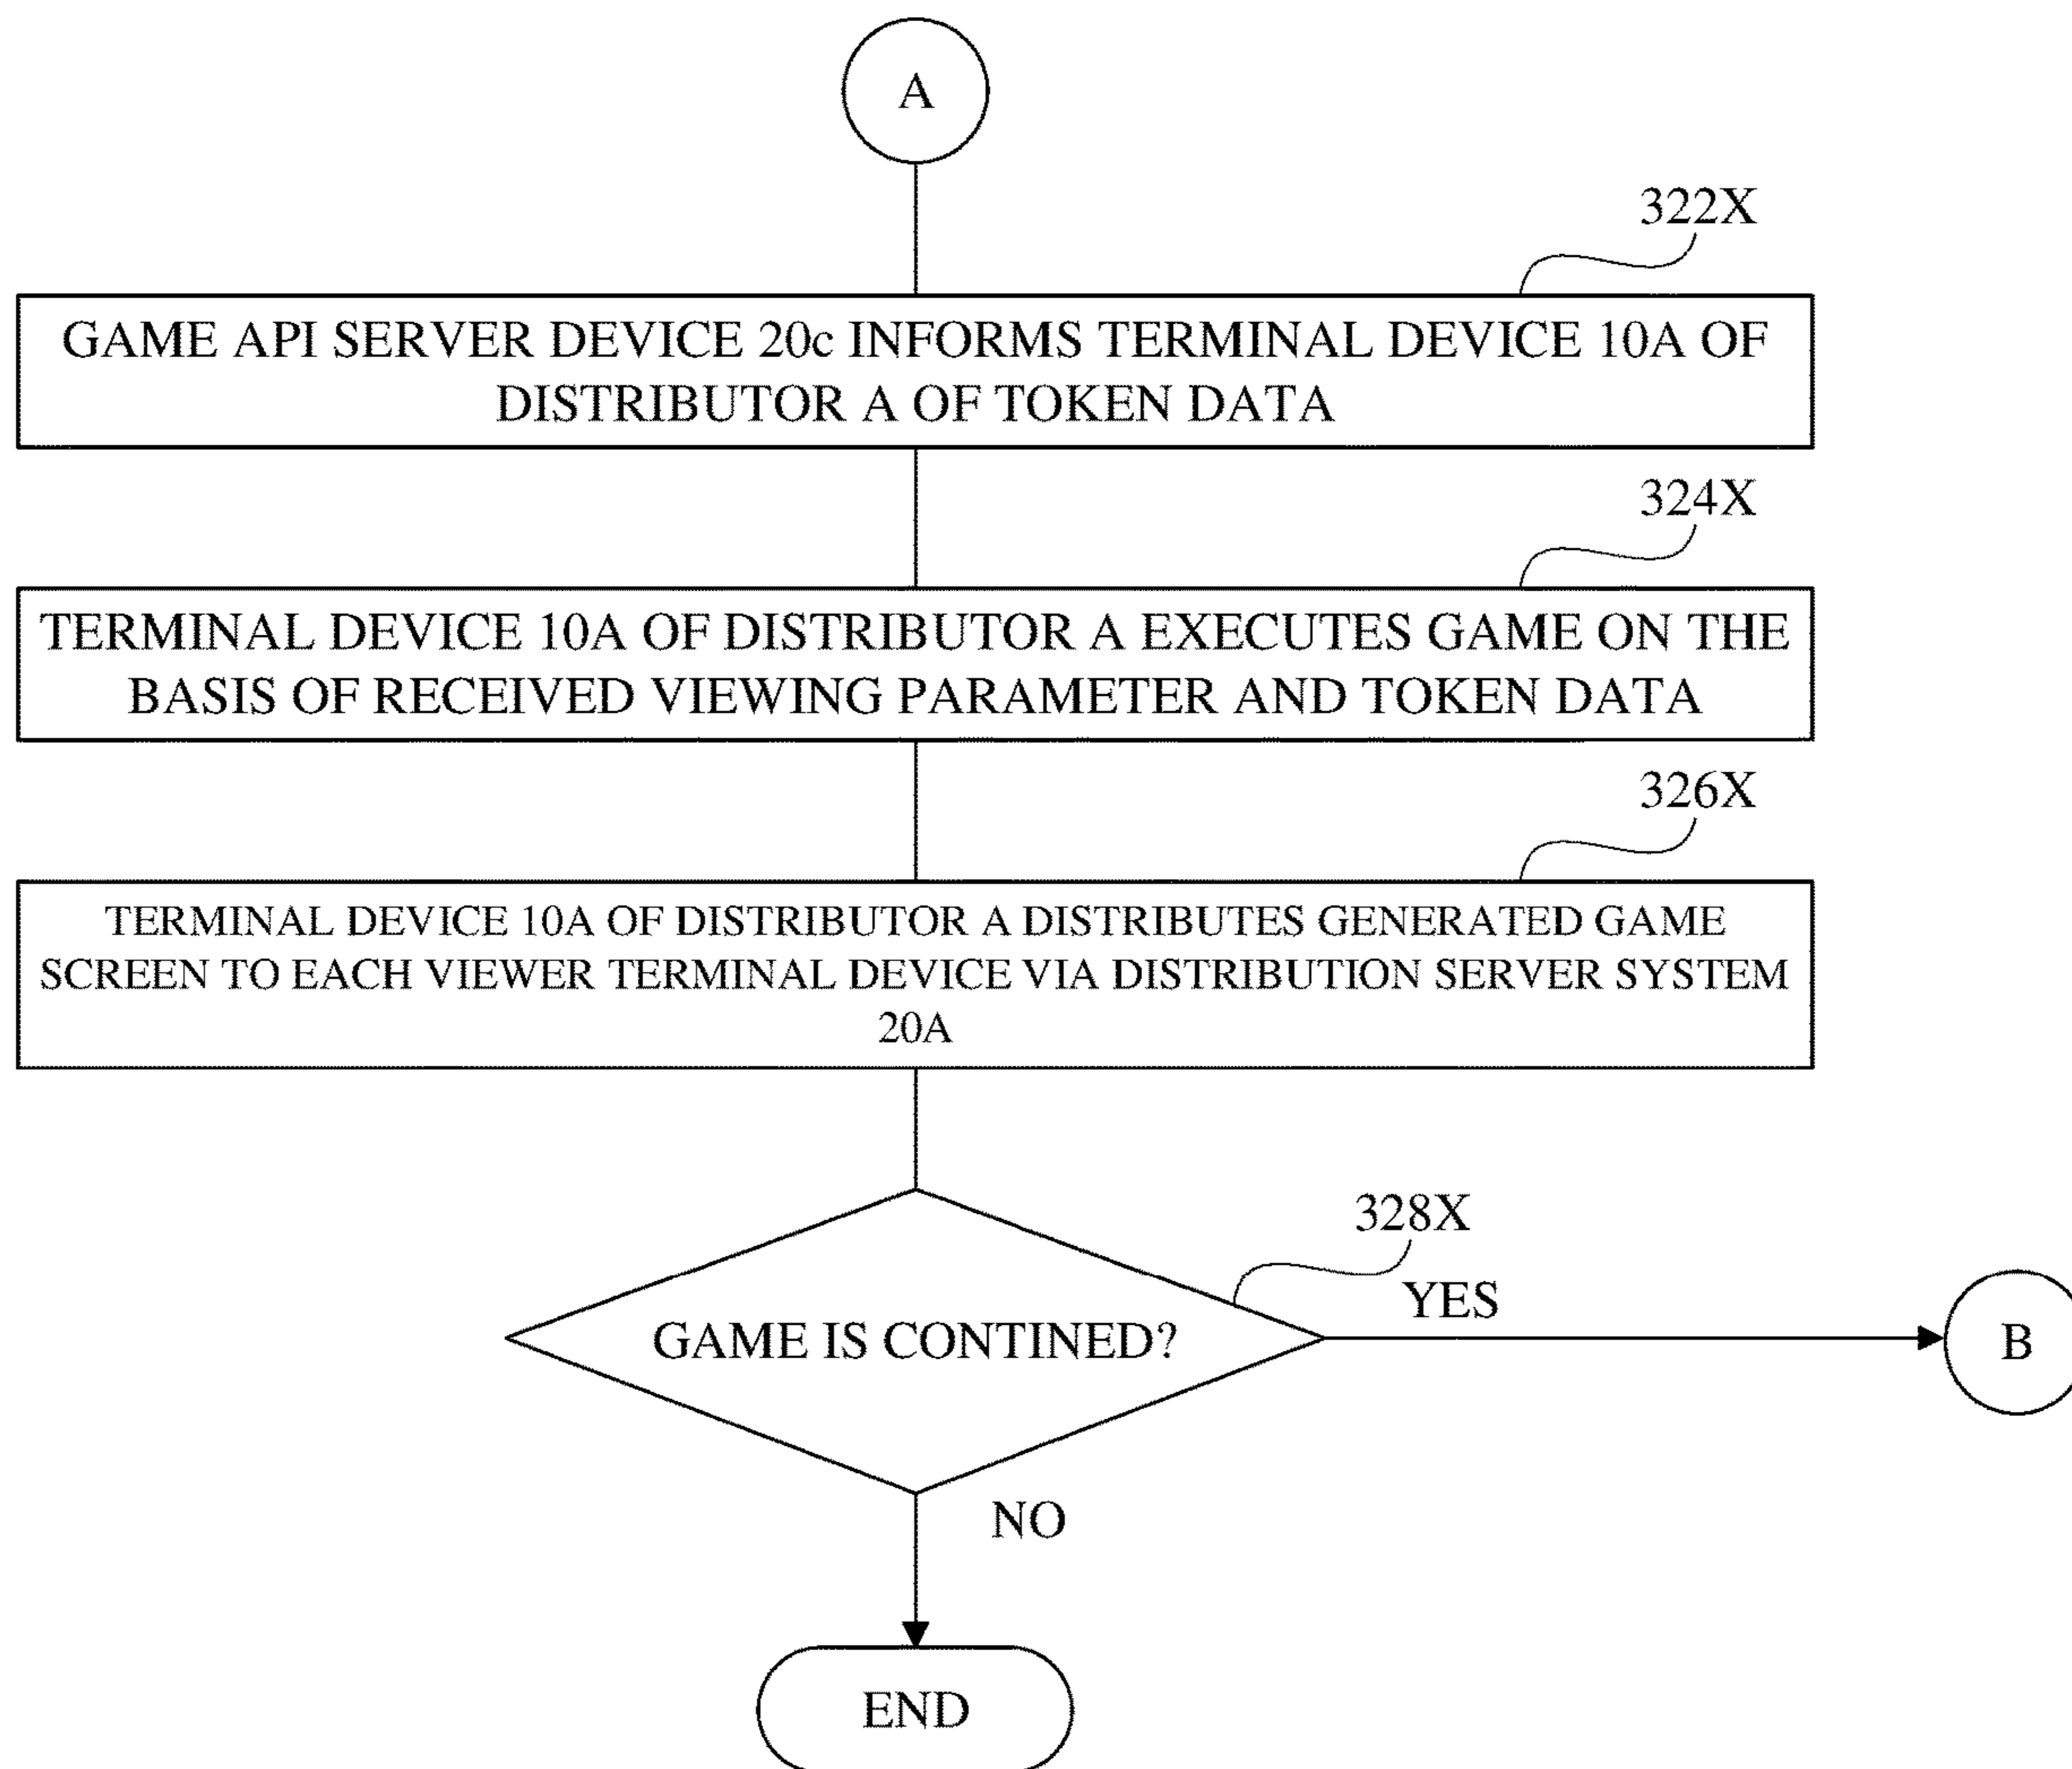 A
322X
GAME API SERVER DEVICE 20c INFORMS TERMINAL DEVICE 10A OF
DISTRIBUTOR A OF TOKEN DATA
324X
TERMINAL DEVICE 10A OF DISTRIBUTOR A EXECUTES GAME ON THE
BASIS OF RECEIVED VIEWING PARAMETER AND TOKEN DATA
326X
TERMINAL DEVICE 10A OF DISTRIBUTOR A DISTRIBUTES GENERATED GAME
SCREEN TO EACH VIEWER TERMINAL DEVICE VIA DISTRIBUTION SERVER SYSTEM
20A
328X
YES
GAME IS CONTINED?
B
NO
END